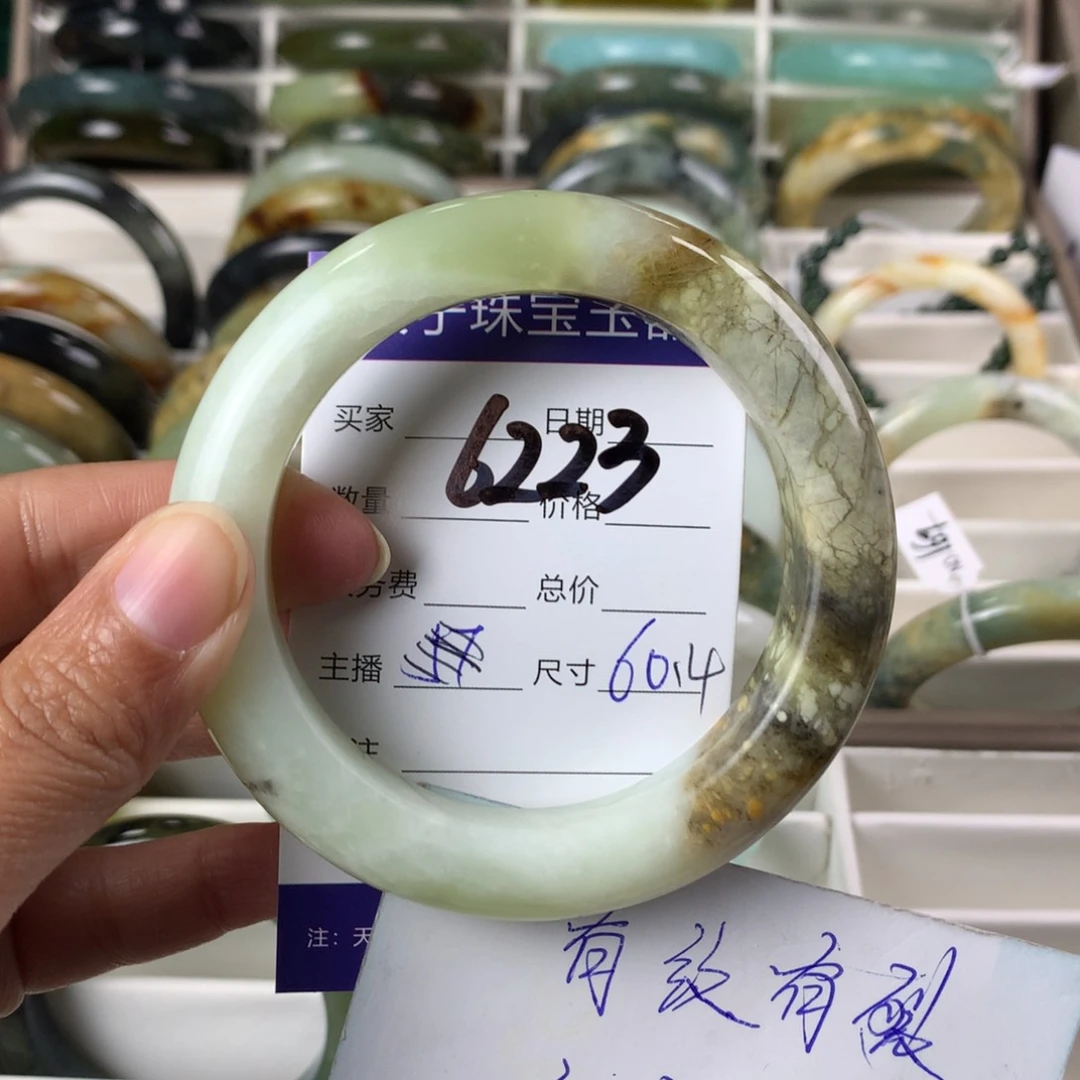 珠宝玉
买家 日期
6223
数量 价格
务费 总价
主播 尺寸 60.4
注
注：天
有纹有裂